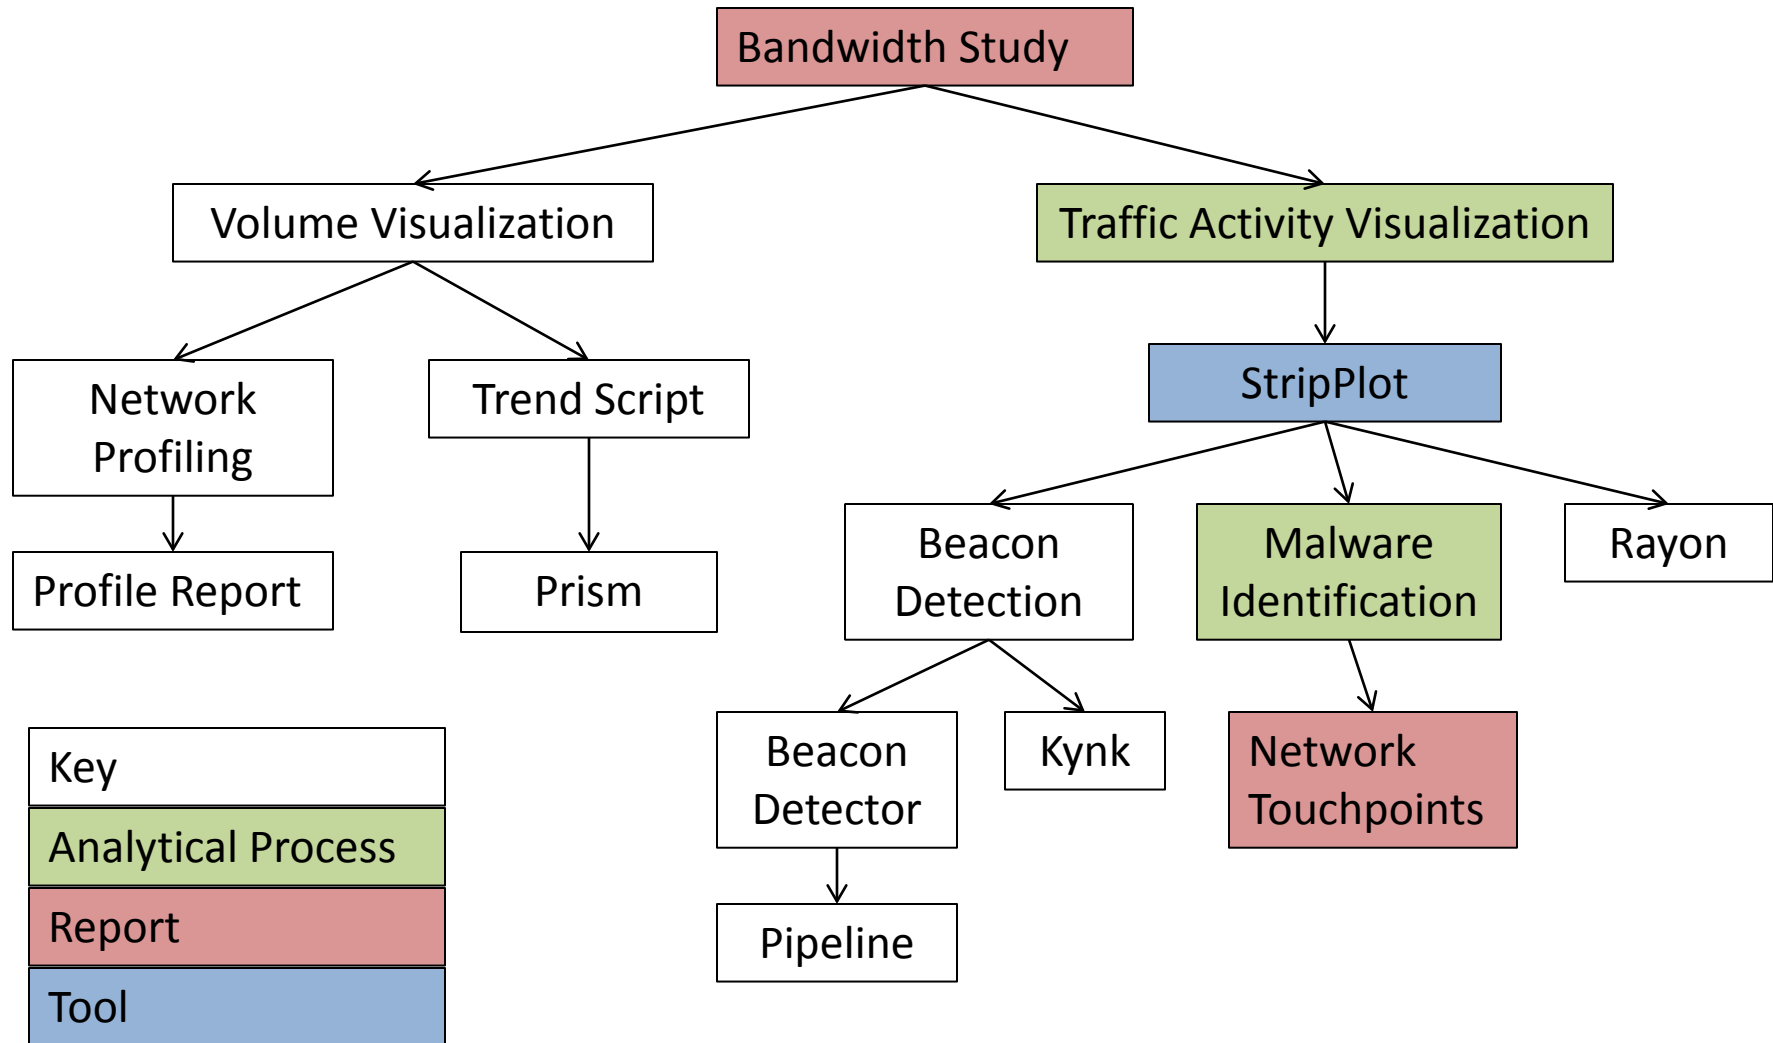 Bandwidth Study
Volume Visualization
Traffic Activity Visualization
Network
Profiling
Trend Script
StripPlot
Profile Report
Prism
Beacon
Detection
Malware
Identification
Rayon
Beacon
Detector
Kynk
Network
Touchpoints
Pipeline
Key
Analytical Process
Report
Tool